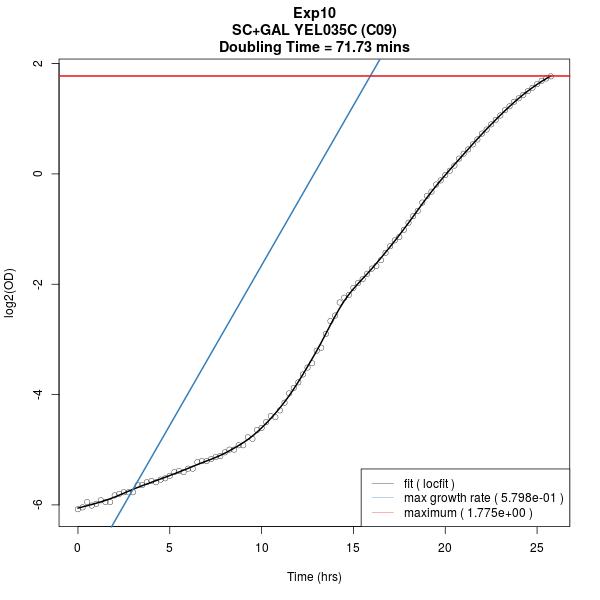 Exp10
SC+GAL YEL035C (C09)
Doubling Time = 71.73 mins
2
0
-2
-4
-6
log2(OD)
fit ( locfit )
max growth rate ( 5.798e-01 )
maximum ( 1.775e+00 )
0 5 10 15 20 25
Time (hrs)